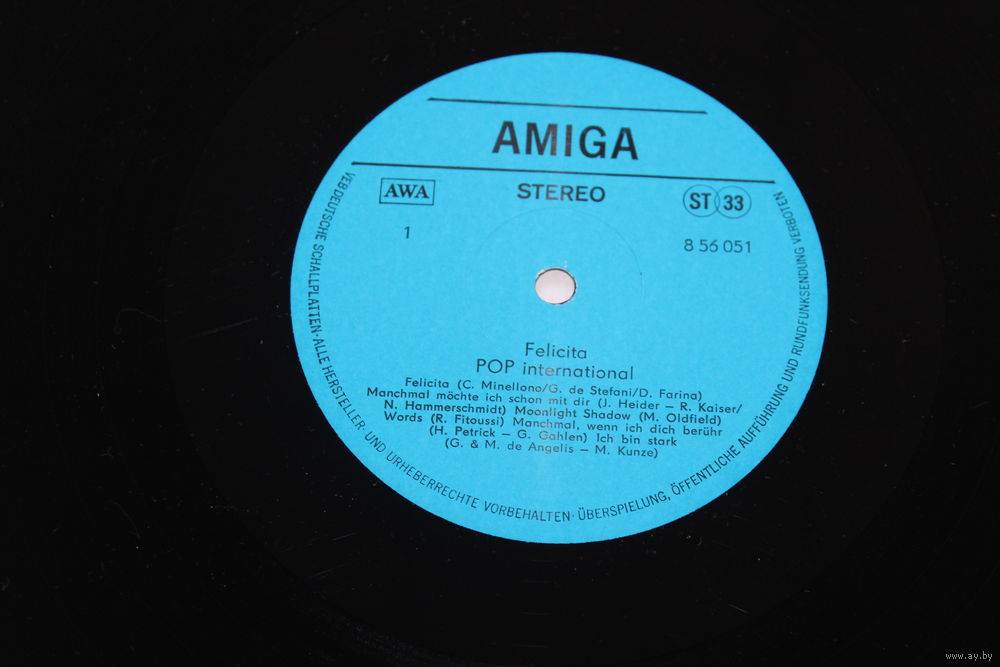 AMIGA
AWA
STEREO
ST 33
1
8 56 051
Felicita
POP international
Felicita (C. Minellono/G. de Stefani/D. Farina)
Manchmal möchte ich schon mit dir (J. Heider – R. Kaiser/
N. Hammerschmidt) Moonlight Shadow (M. Oldfield)
Words (R. Fitoussi) Manchmal, wenn ich dich berühr
(H. Petrick – G. Gahlen) Ich bin stark
(G. & M. de Angelis – M. Kunze)
VEB DEUTSCHE SCHALLPLATTEN · ALLE HERSTELLER- UND URHEBERRECHTE VORBEHALTEN · ÜBERSPIELUNG, ÖFFENTLICHE AUFFÜHRUNG UND RUNDFUNKSENDUNG VERBOTEN
www.ay.by